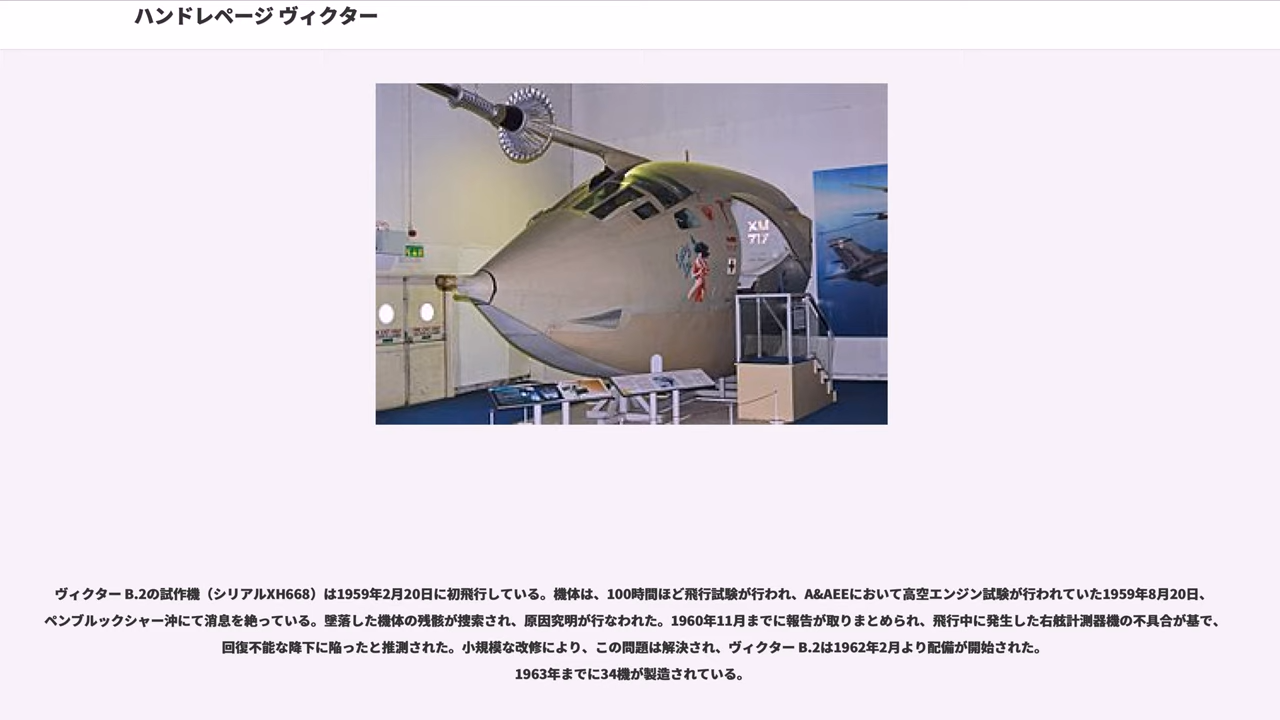 ハンドレページ ヴィクター
XM
717
ヴィクター B.2の試作機（シリアルXH668）は1959年2月20日に初飛行している。機体は、100時間ほど飛行試験が行われ、A&AEEにおいて高空エンジン試験が行われていた1959年8月20日、
ペンブルックシャー沖にて消息を絶っている。墜落した機体の残骸が捜索され、原因究明が行なわれた。1960年11月までに報告が取りまとめられ、飛行中に発生した右舷計測器機の不具合が基で、
回復不能な降下に陥ったと推測された。小規模な改修により、この問題は解決され、ヴィクター B.2は1962年2月より配備が開始された。
1963年までに34機が製造されている。